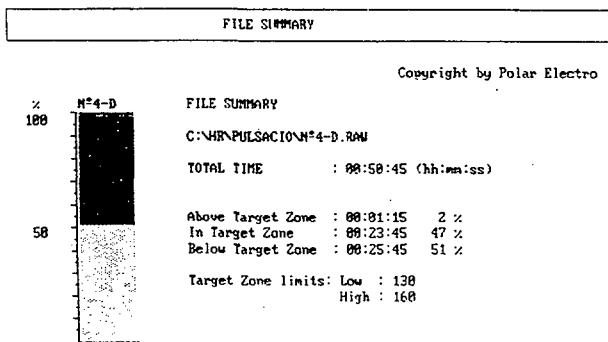 FILE SUMMARY
Copyright by Polar Electro
% Nº4-D
100
50
FILE SUMMARY
C:\HR\PULSACIO\Nº4-D.RAW
TOTAL TIME : 00:50:45 (hh:mm:ss)
Above Target Zone : 00:01:15 2 %
In Target Zone : 00:23:45 47 %
Below Target Zone : 00:25:45 51 %
Target Zone limits: Low : 130
High : 160